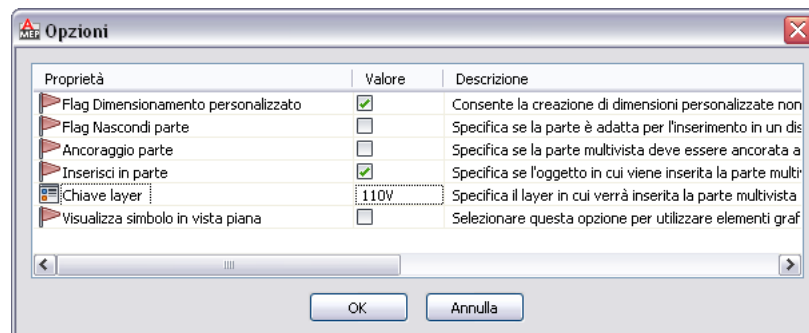 MEP Opzioni
Proprietà Valore Descrizione
Flag Dimensionamento personalizzato Consente la creazione di dimensioni personalizzate non
Flag Nascondi parte Specifica se la parte è adatta per l'inserimento in un dis
Ancoraggio parte Specifica se la parte multivista deve essere ancorata a
Inserisci in parte Specifica se l'oggetto in cui viene inserita la parte multi
Chiave layer 110V Specifica il layer in cui verrà inserita la parte multivista
Visualizza simbolo in vista piana Selezionare questa opzione per utilizzare elementi graf
OK Annulla